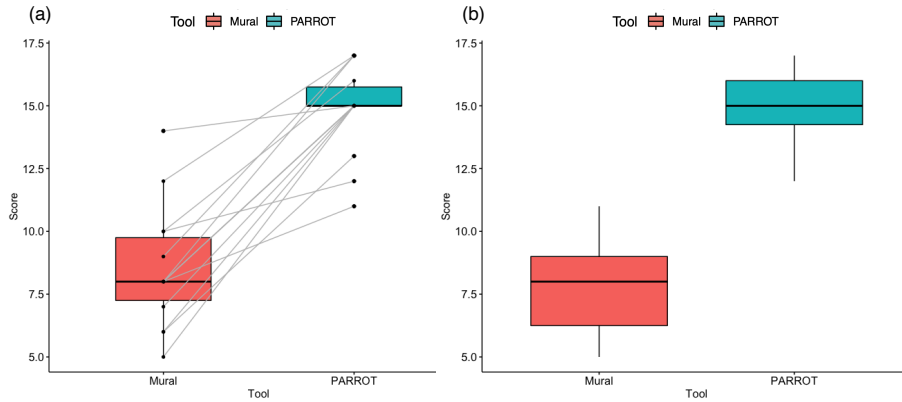 (a)
Tool Mural PARROT
17.5
15.0
12.5
10.0
7.5
5.0
Score
Mural PARROT
Tool
(b)
Tool Mural PARROT
17.5
15.0
12.5
10.0
7.5
5.0
Score
Mural PARROT
Tool